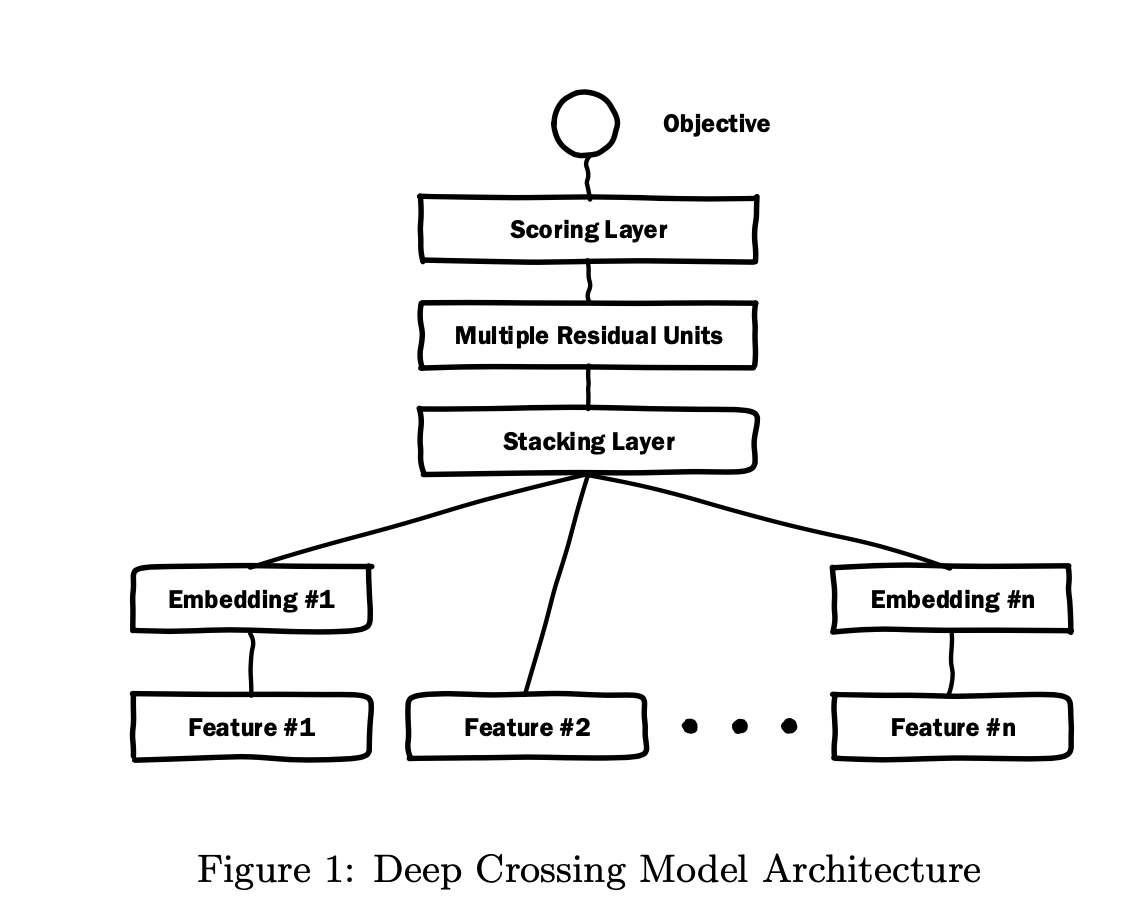 Objective
Scoring Layer
Multiple Residual Units
Stacking Layer
Embedding #1
Embedding #n
Feature #1
Feature #2
Feature #n
Figure 1: Deep Crossing Model Architecture